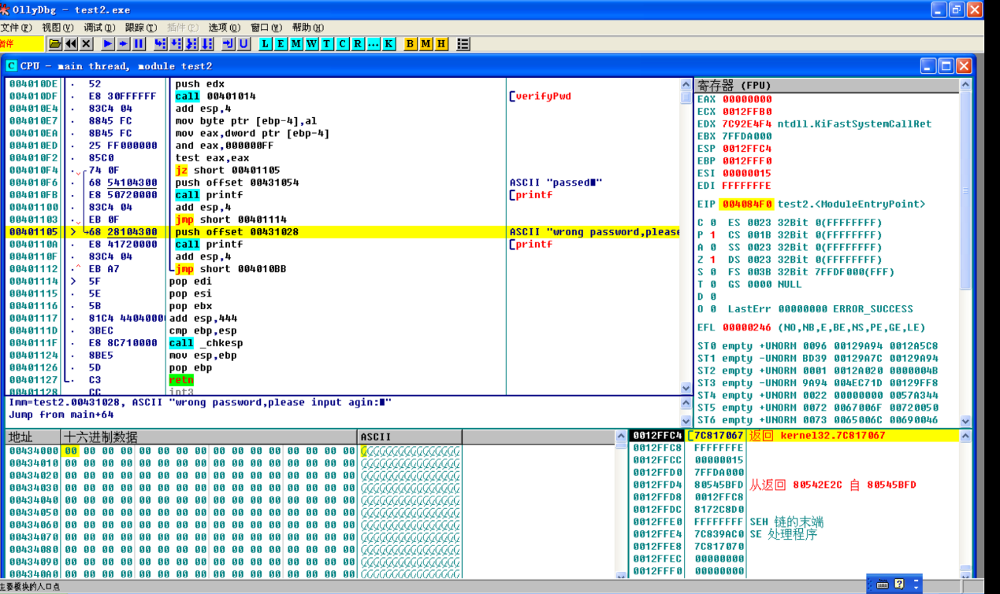 OllyDbg - test2.exe
文件(F) 视图(V) 调试(D) 跟踪(T) 插件(P) 选项(O) 窗口(W) 帮助(H)
暂停 L E M W T C R ... K B M H
C CPU - main thread, module test2
004010DE . 52 push edx
004010DF . E8 30FFFFFF call 00401014 verifyPwd
004010E4 . 83C4 04 add esp,4
004010E7 . 8845 FC mov byte ptr [ebp-4],al
004010EA . 8B45 FC mov eax,dword ptr [ebp-4]
004010ED . 25 FF000000 and eax,000000FF
004010F2 . 85C0 test eax,eax
004010F4 . 74 0F jz short 00401105
004010F6 . 68 54104300 push offset 00431054 ASCII "passed"
004010FB . E8 50720000 call printf printf
00401100 . 83C4 04 add esp,4
00401103 . EB 0F jmp short 00401114
00401105 > 68 28104300 push offset 00431028 ASCII "wrong password,please
0040110A . E8 41720000 call printf printf
0040110F . 83C4 04 add esp,4
00401112 .^ EB A7 jmp short 004010BB
00401114 > 5F pop edi
00401115 . 5E pop esi
00401116 . 5B pop ebx
00401117 . 81C4 44040000 add esp,444
0040111D . 3BEC cmp ebp,esp
0040111F . E8 8C710000 call _chkesp
00401124 . 8BE5 mov esp,ebp
00401126 . 5D pop ebp
00401127 . C3 retn
00401128 CC int3
Imm=test2.00431028, ASCII "wrong password,please input agin:"
Jump from main+64
寄存器 (FPU)
EAX 00000000
ECX 0012FFB0
EDX 7C92E4F4 ntdll.KiFastSystemCallRet
EBX 7FFDA000
ESP 0012FFC4
EBP 0012FFF0
ESI 00000015
EDI FFFFFFFE
EIP 004084F0 test2.<ModuleEntryPoint>
C 0 ES 0023 32Bit 0(FFFFFFFF)
P 1 CS 001B 32Bit 0(FFFFFFFF)
A 0 SS 0023 32Bit 0(FFFFFFFF)
Z 1 DS 0023 32Bit 0(FFFFFFFF)
S 0 FS 003B 32Bit 7FFDF000(FFF)
T 0 GS 0000 NULL
D 0
O 0 LastErr 00000000 ERROR_SUCCESS
EFL 00000246 (NO,NB,E,BE,NS,PE,GE,LE)
ST0 empty +UNORM 0096 00129A94 0012A5C8
ST1 empty -UNORM BD39 00129A7C 00129A94
ST2 empty +UNORM 0001 0012A020 0000004B
ST3 empty -UNORM 9A94 004EC71D 00129FF8
ST4 empty +UNORM 0022 00000000 0057A344
ST5 empty +UNORM 0072 0067006F 00720050
ST6 empty +UNORM 0073 0065006C 00690046
地址 十六进制数据 ASCII
00434000 00 00 00 00 00 00 00 00 00 00 00 00 00 00 00 00
00434010 00 00 00 00 00 00 00 00 00 00 00 00 00 00 00 00
00434020 00 00 00 00 00 00 00 00 00 00 00 00 00 00 00 00
00434030 00 00 00 00 00 00 00 00 00 00 00 00 00 00 00 00
00434040 00 00 00 00 00 00 00 00 00 00 00 00 00 00 00 00
00434050 00 00 00 00 00 00 00 00 00 00 00 00 00 00 00 00
00434060 00 00 00 00 00 00 00 00 00 00 00 00 00 00 00 00
00434070 00 00 00 00 00 00 00 00 00 00 00 00 00 00 00 00
00434080 00 00 00 00 00 00 00 00 00 00 00 00 00 00 00 00
00434090 00 00 00 00 00 00 00 00 00 00 00 00 00 00 00 00
004340A0 00 00 00 00 00 00 00 00 00 00 00 00 00 00 00 00
0012FFC4 7C817067 返回 kernel32.7C817067
0012FFC8 FFFFFFFE
0012FFCC 00000015
0012FFD0 7FFDA000
0012FFD4 80545BFD 从返回 80542E2C 自 80545BFD
0012FFD8 0012FFC8
0012FFDC 8172C8D0
0012FFE0 FFFFFFFF SEH 链的末端
0012FFE4 7C839AC0 SE 处理程序
0012FFE8 7C817070
0012FFEC 00000000
0012FFF0 00000000
主要模块的入口点